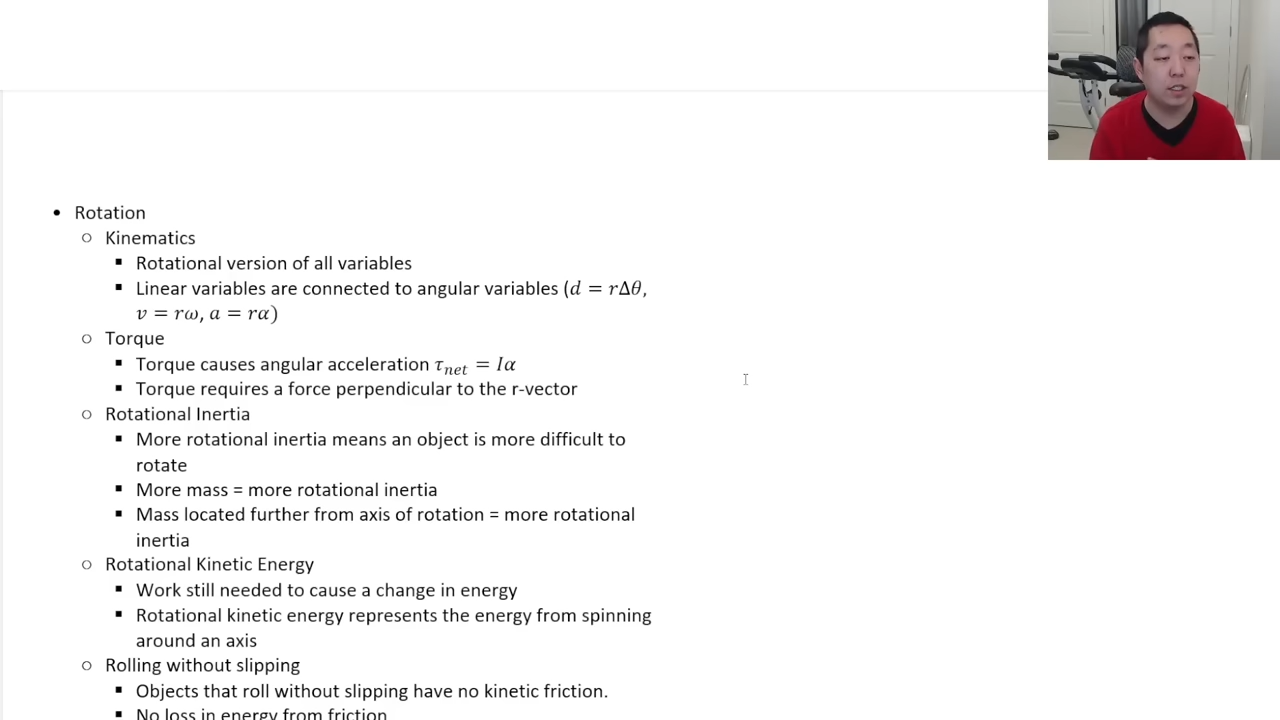 • Rotation
○ Kinematics
▪ Rotational version of all variables
▪ Linear variables are connected to angular variables (d = rΔθ,
v = rω, a = rα)
○ Torque
▪ Torque causes angular acceleration τₙₑₜ = Iα
▪ Torque requires a force perpendicular to the r-vector
○ Rotational Inertia
▪ More rotational inertia means an object is more difficult to
rotate
▪ More mass = more rotational inertia
▪ Mass located further from axis of rotation = more rotational
inertia
○ Rotational Kinetic Energy
▪ Work still needed to cause a change in energy
▪ Rotational kinetic energy represents the energy from spinning
around an axis
○ Rolling without slipping
▪ Objects that roll without slipping have no kinetic friction.
▪ No loss in energy from friction.